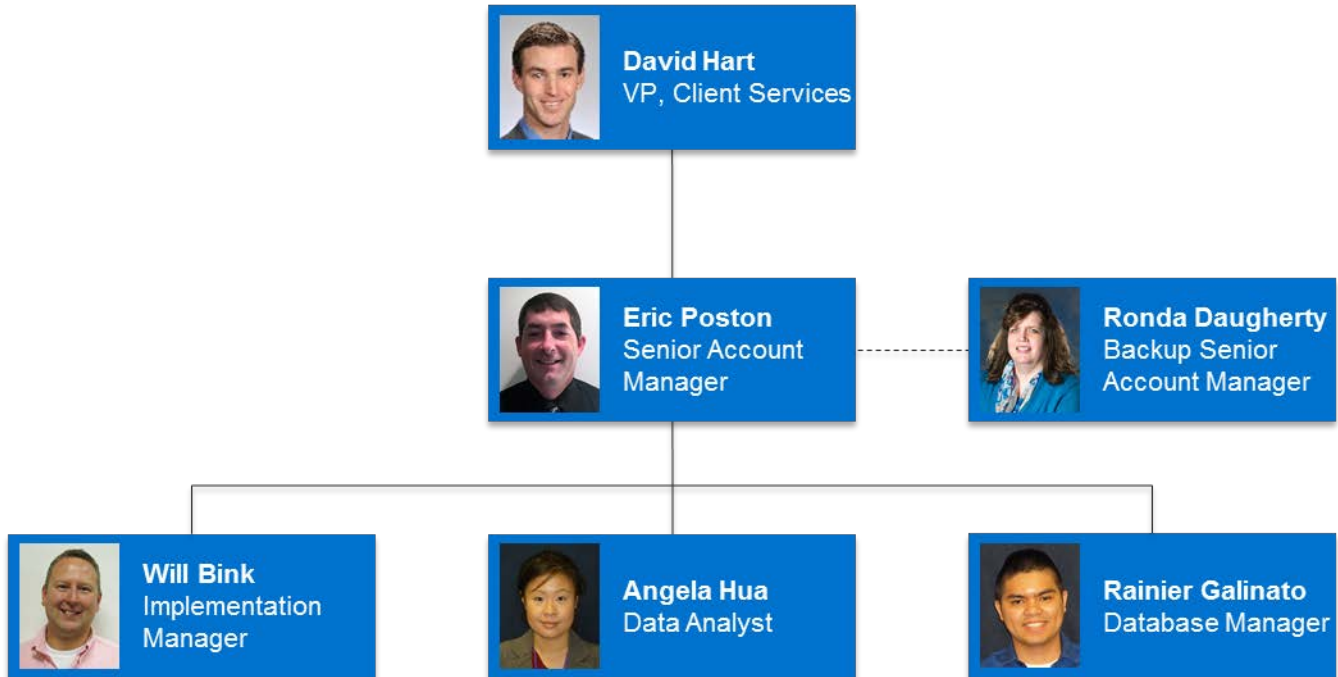 David Hart
VP, Client Services
Eric Poston
Senior Account
Manager
Ronda Daugherty
Backup Senior
Account Manager
Will Bink
Implementation
Manager
Angela Hua
Data Analyst
Rainier Galinato
Database Manager